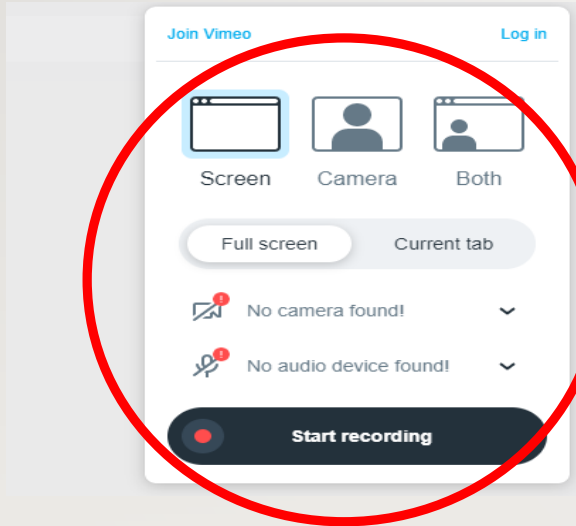 Join Vimeo Log in
Screen Camera Both
Full screen Current tab
No camera found!
No audio device found!
Start recording